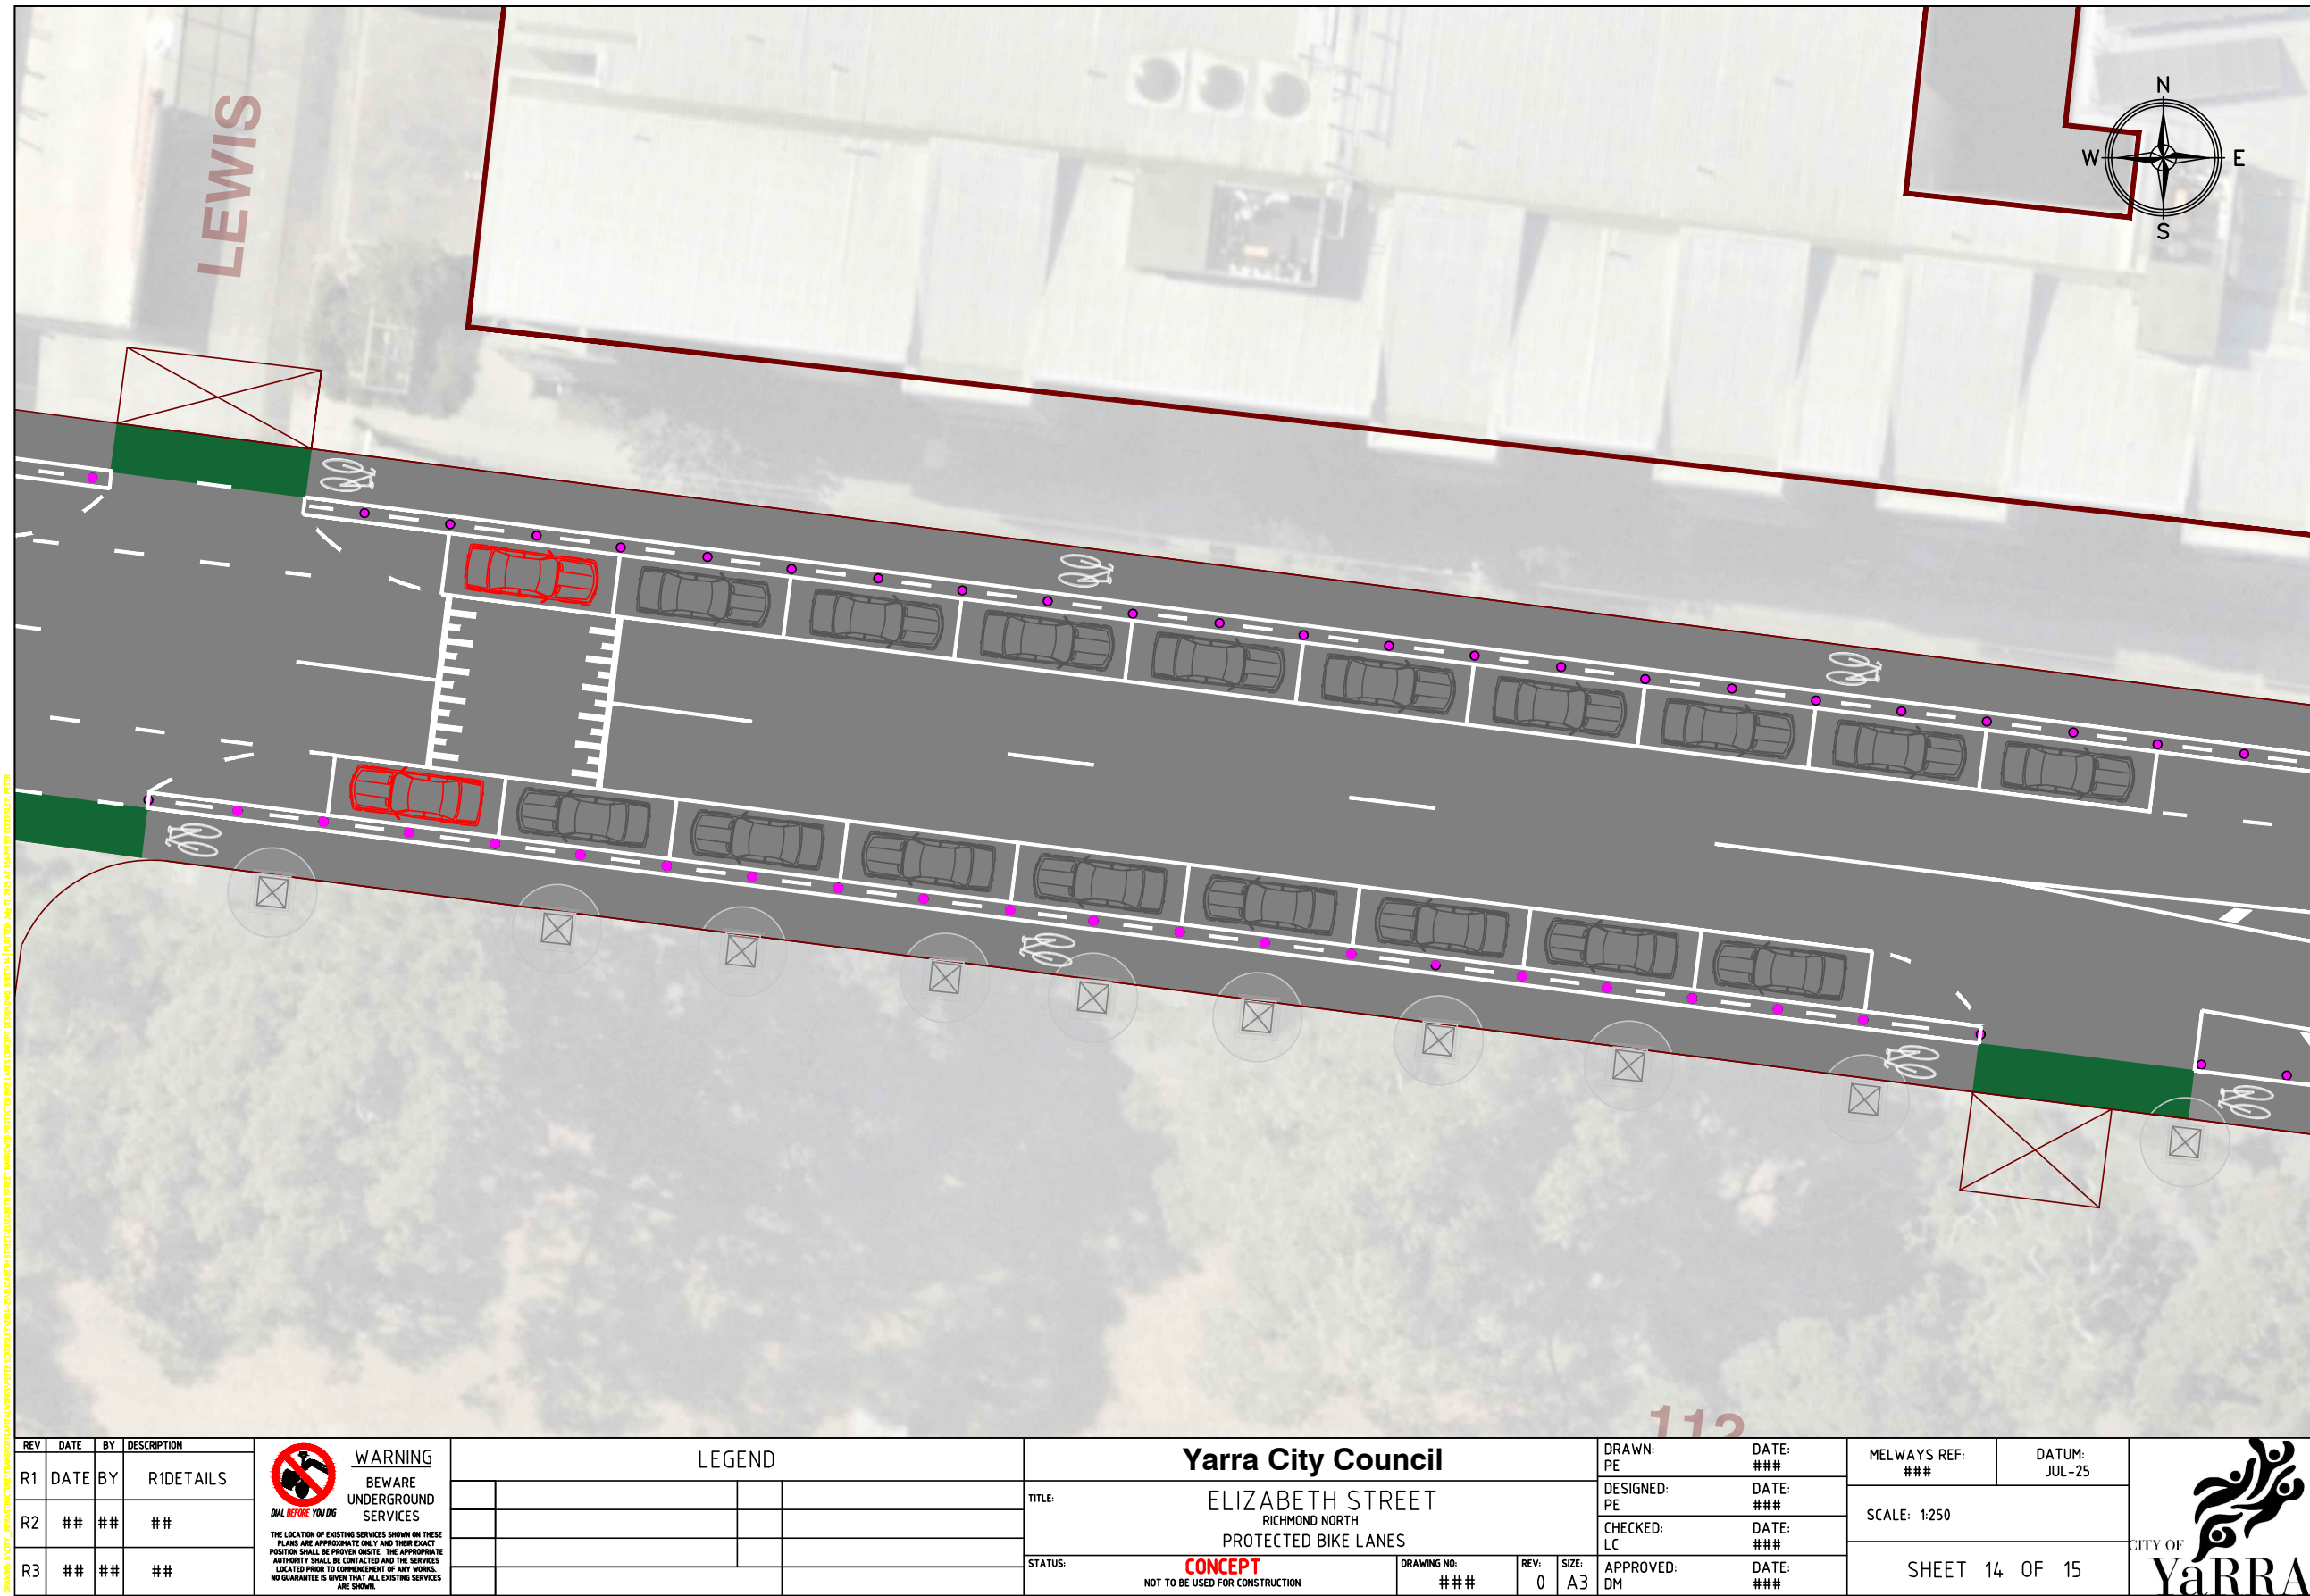 LEWIS
N
W
E
S
112
REV DATE BY DESCRIPTION
R1 DATE BY R1DETAILS
R2 ## ## ##
R3 ## ## ##
DIAL BEFORE YOU DIG
WARNING
BEWARE
UNDERGROUND
SERVICES
THE LOCATION OF EXISTING SERVICES SHOWN ON THESE
PLANS ARE APPROXIMATE ONLY AND THEIR EXACT
POSITION SHALL BE PROVEN ONSITE. THE APPROPRIATE
AUTHORITY SHALL BE CONTACTED AND THE SERVICES
LOCATED PRIOR TO COMMENCEMENT OF ANY WORKS.
NO GUARANTEE IS GIVEN THAT ALL EXISTING SERVICES
ARE SHOWN.
LEGEND
Yarra City Council
TITLE:
ELIZABETH STREET
RICHMOND NORTH
PROTECTED BIKE LANES
STATUS:
CONCEPT
NOT TO BE USED FOR CONSTRUCTION
DRAWING NO:
###
REV:
0
SIZE:
A3
DRAWN: DATE:
PE ###
DESIGNED: DATE:
PE ###
CHECKED: DATE:
LC ###
APPROVED: DATE:
DM ###
MELWAYS REF:
###
DATUM:
JUL-25
SCALE: 1:250
SHEET 14 OF 15
CITY OF
YaRRA